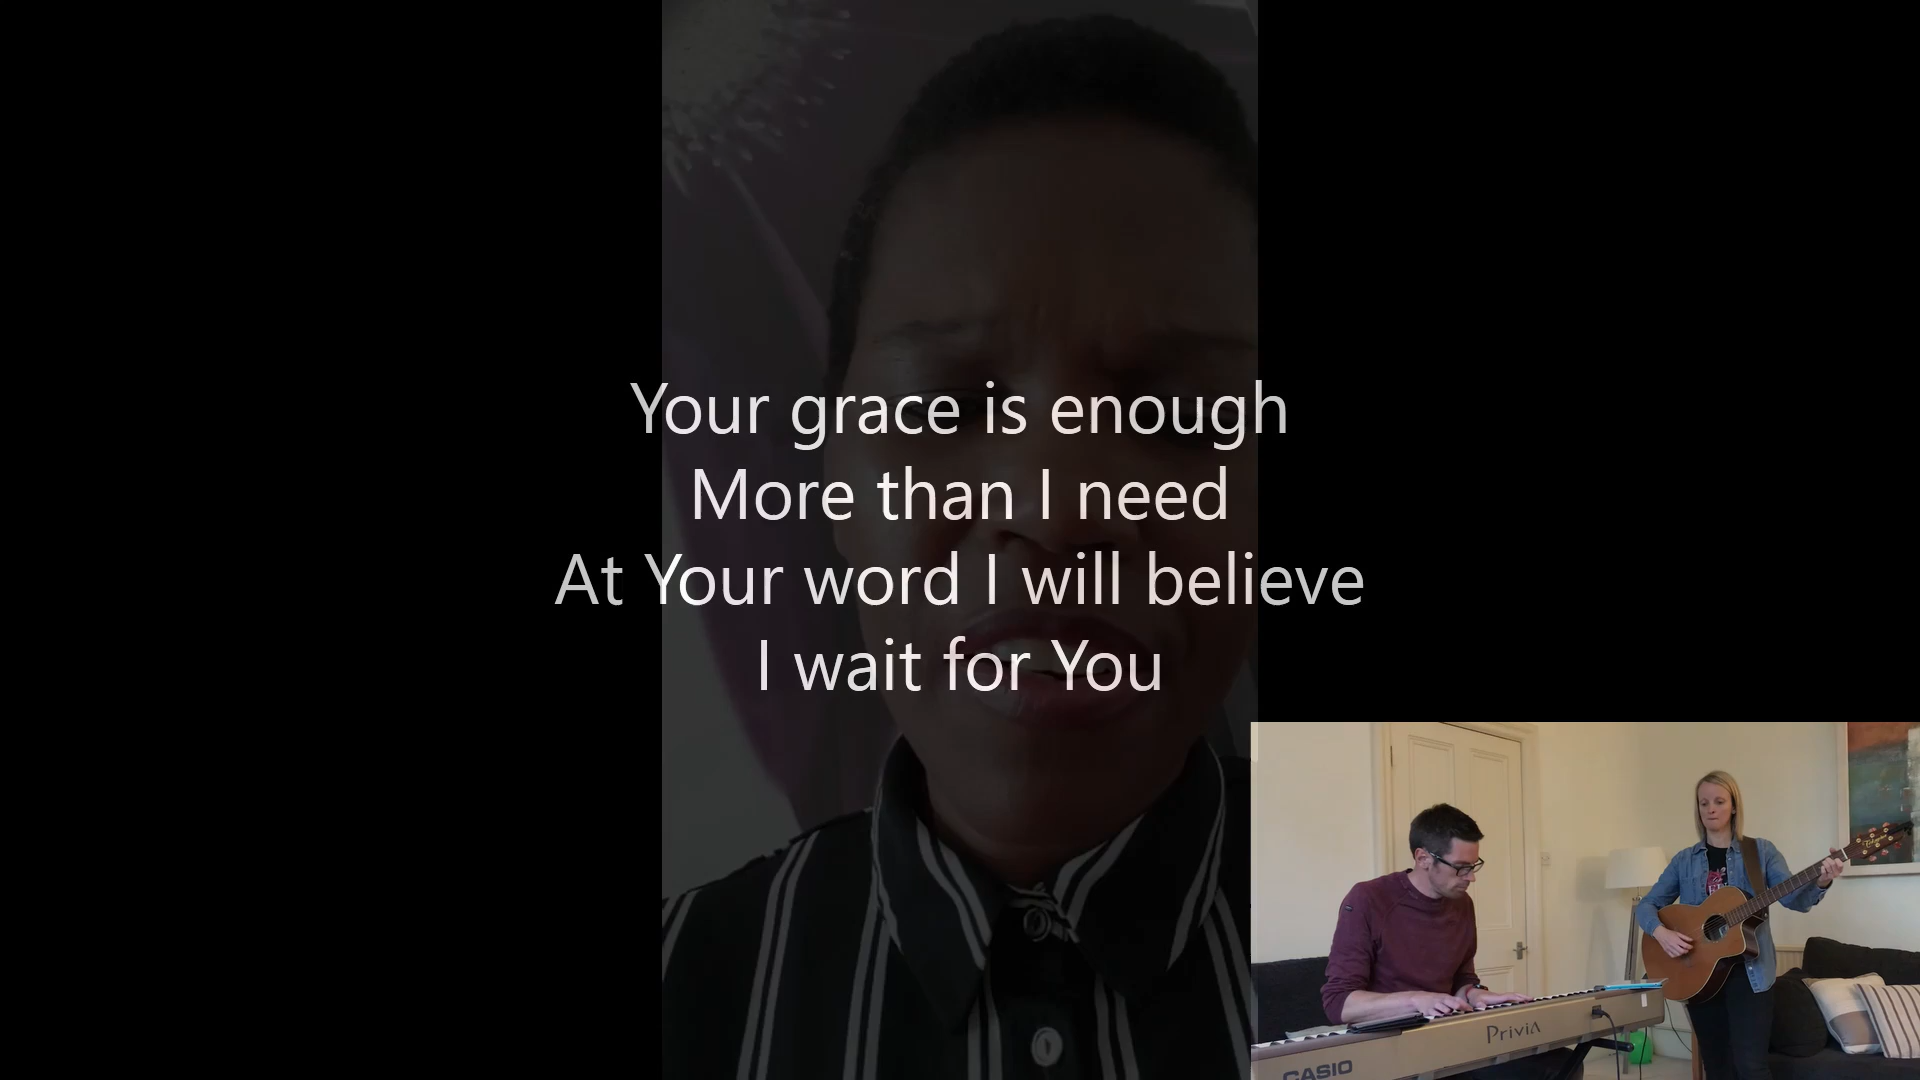 Your grace is enough
More than I need
At Your word I will believe
I wait for You
Privia
CASIO